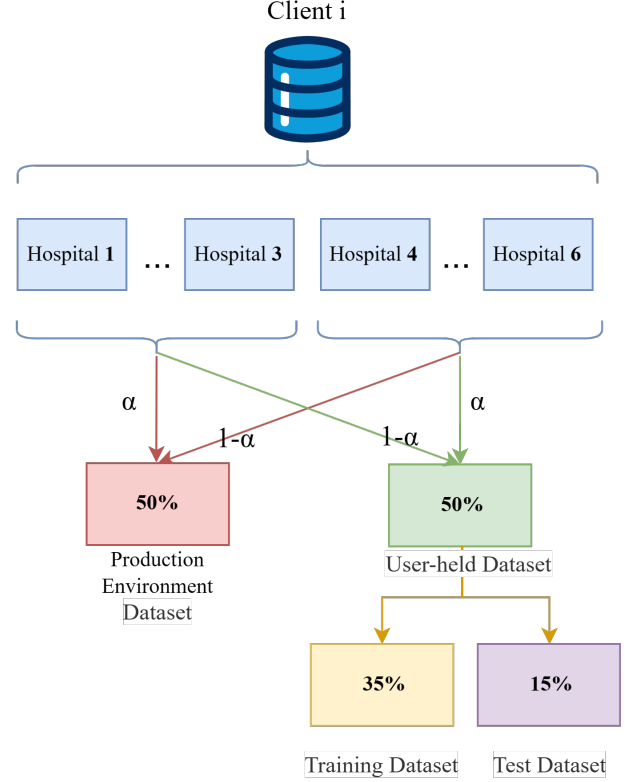 Client i
Hospital 1
...
Hospital 3
Hospital 4
...
Hospital 6
α
1-α
1-α
α
50%
50%
Production
Environment
Dataset
User-held Dataset
35%
15%
Training Dataset
Test Dataset